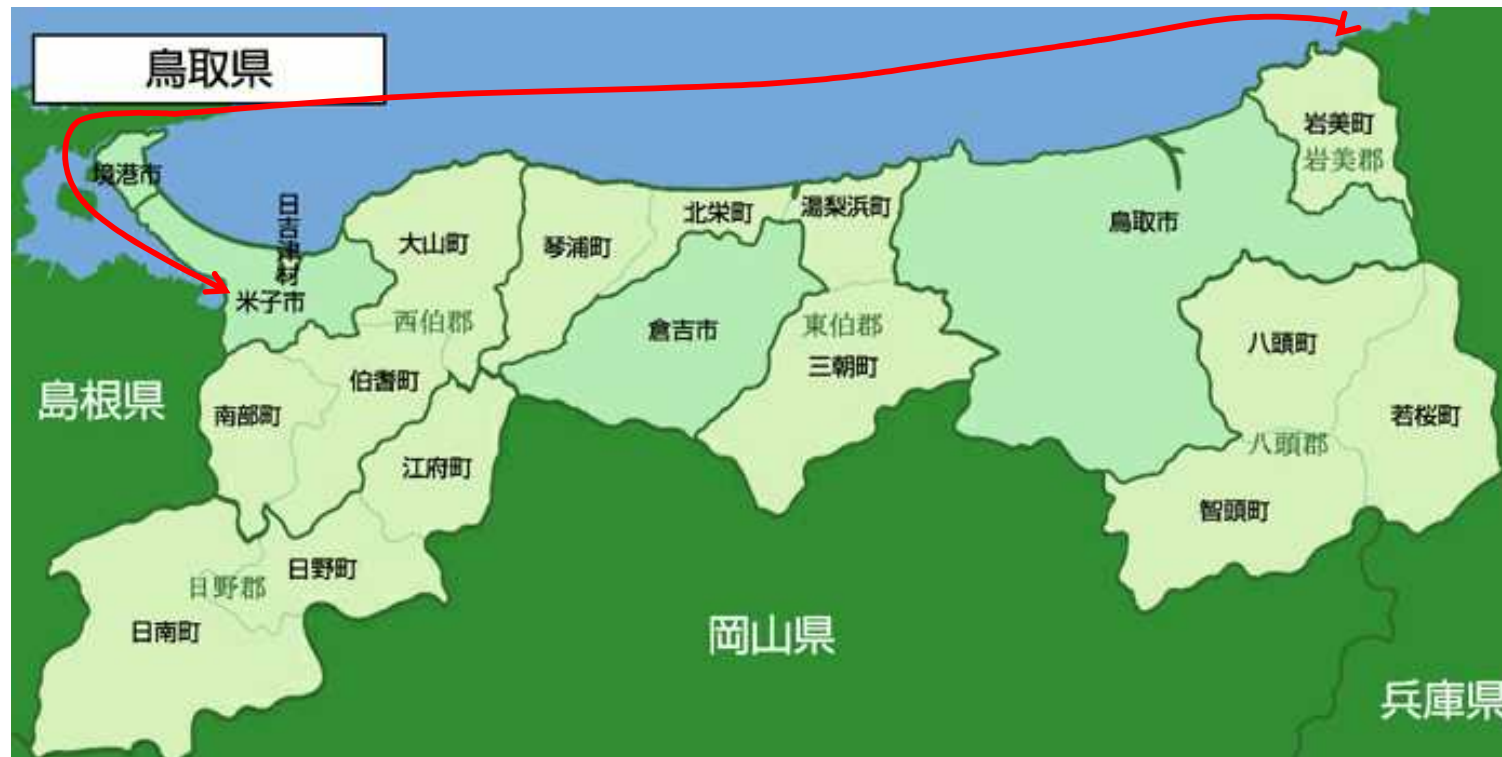 鳥取県
境港市
日吉津村
米子市
大山町
琴浦町
北栄町
湯梨浜町
鳥取市
岩美町
岩美郡
西伯郡
倉吉市
東伯郡
三朝町
八頭町
島根県
南部町
伯耆町
江府町
若桜町
八頭郡
智頭町
日野郡
日野町
日南町
岡山県
兵庫県